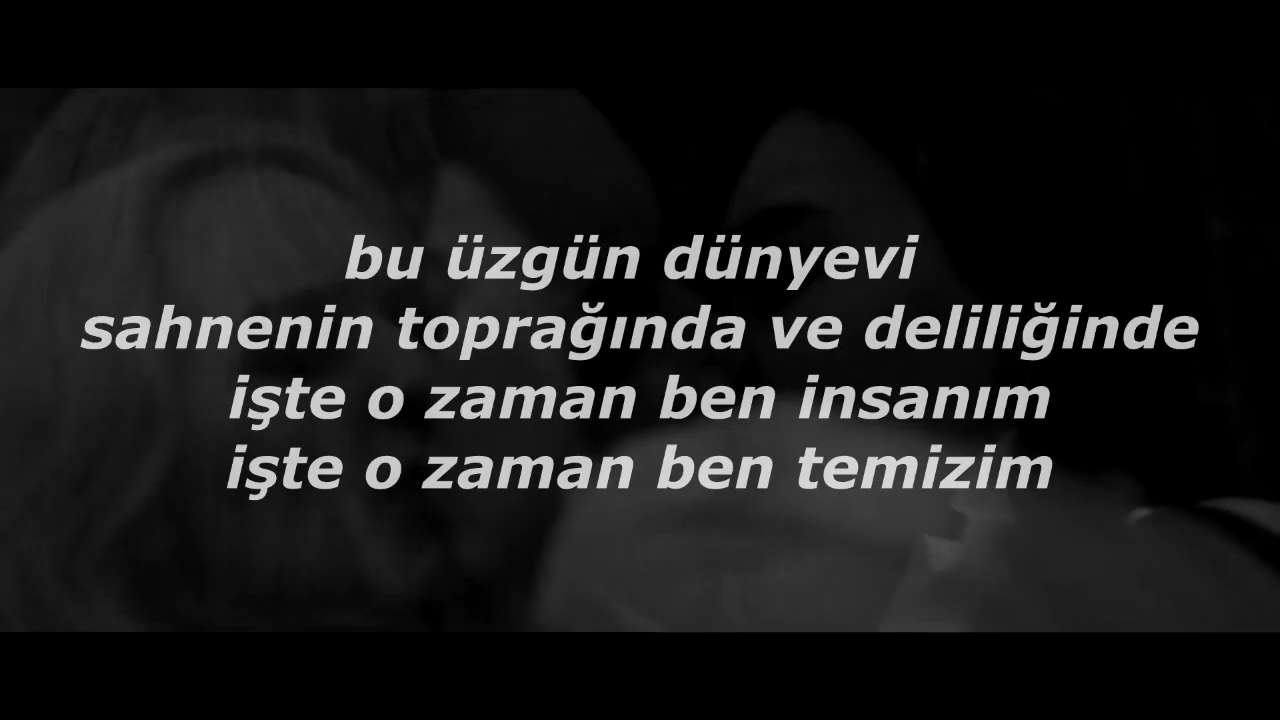 bu üzgün dünyevi
sahnenin toprağında ve deliliğinde
işte o zaman ben insanım
işte o zaman ben temizim